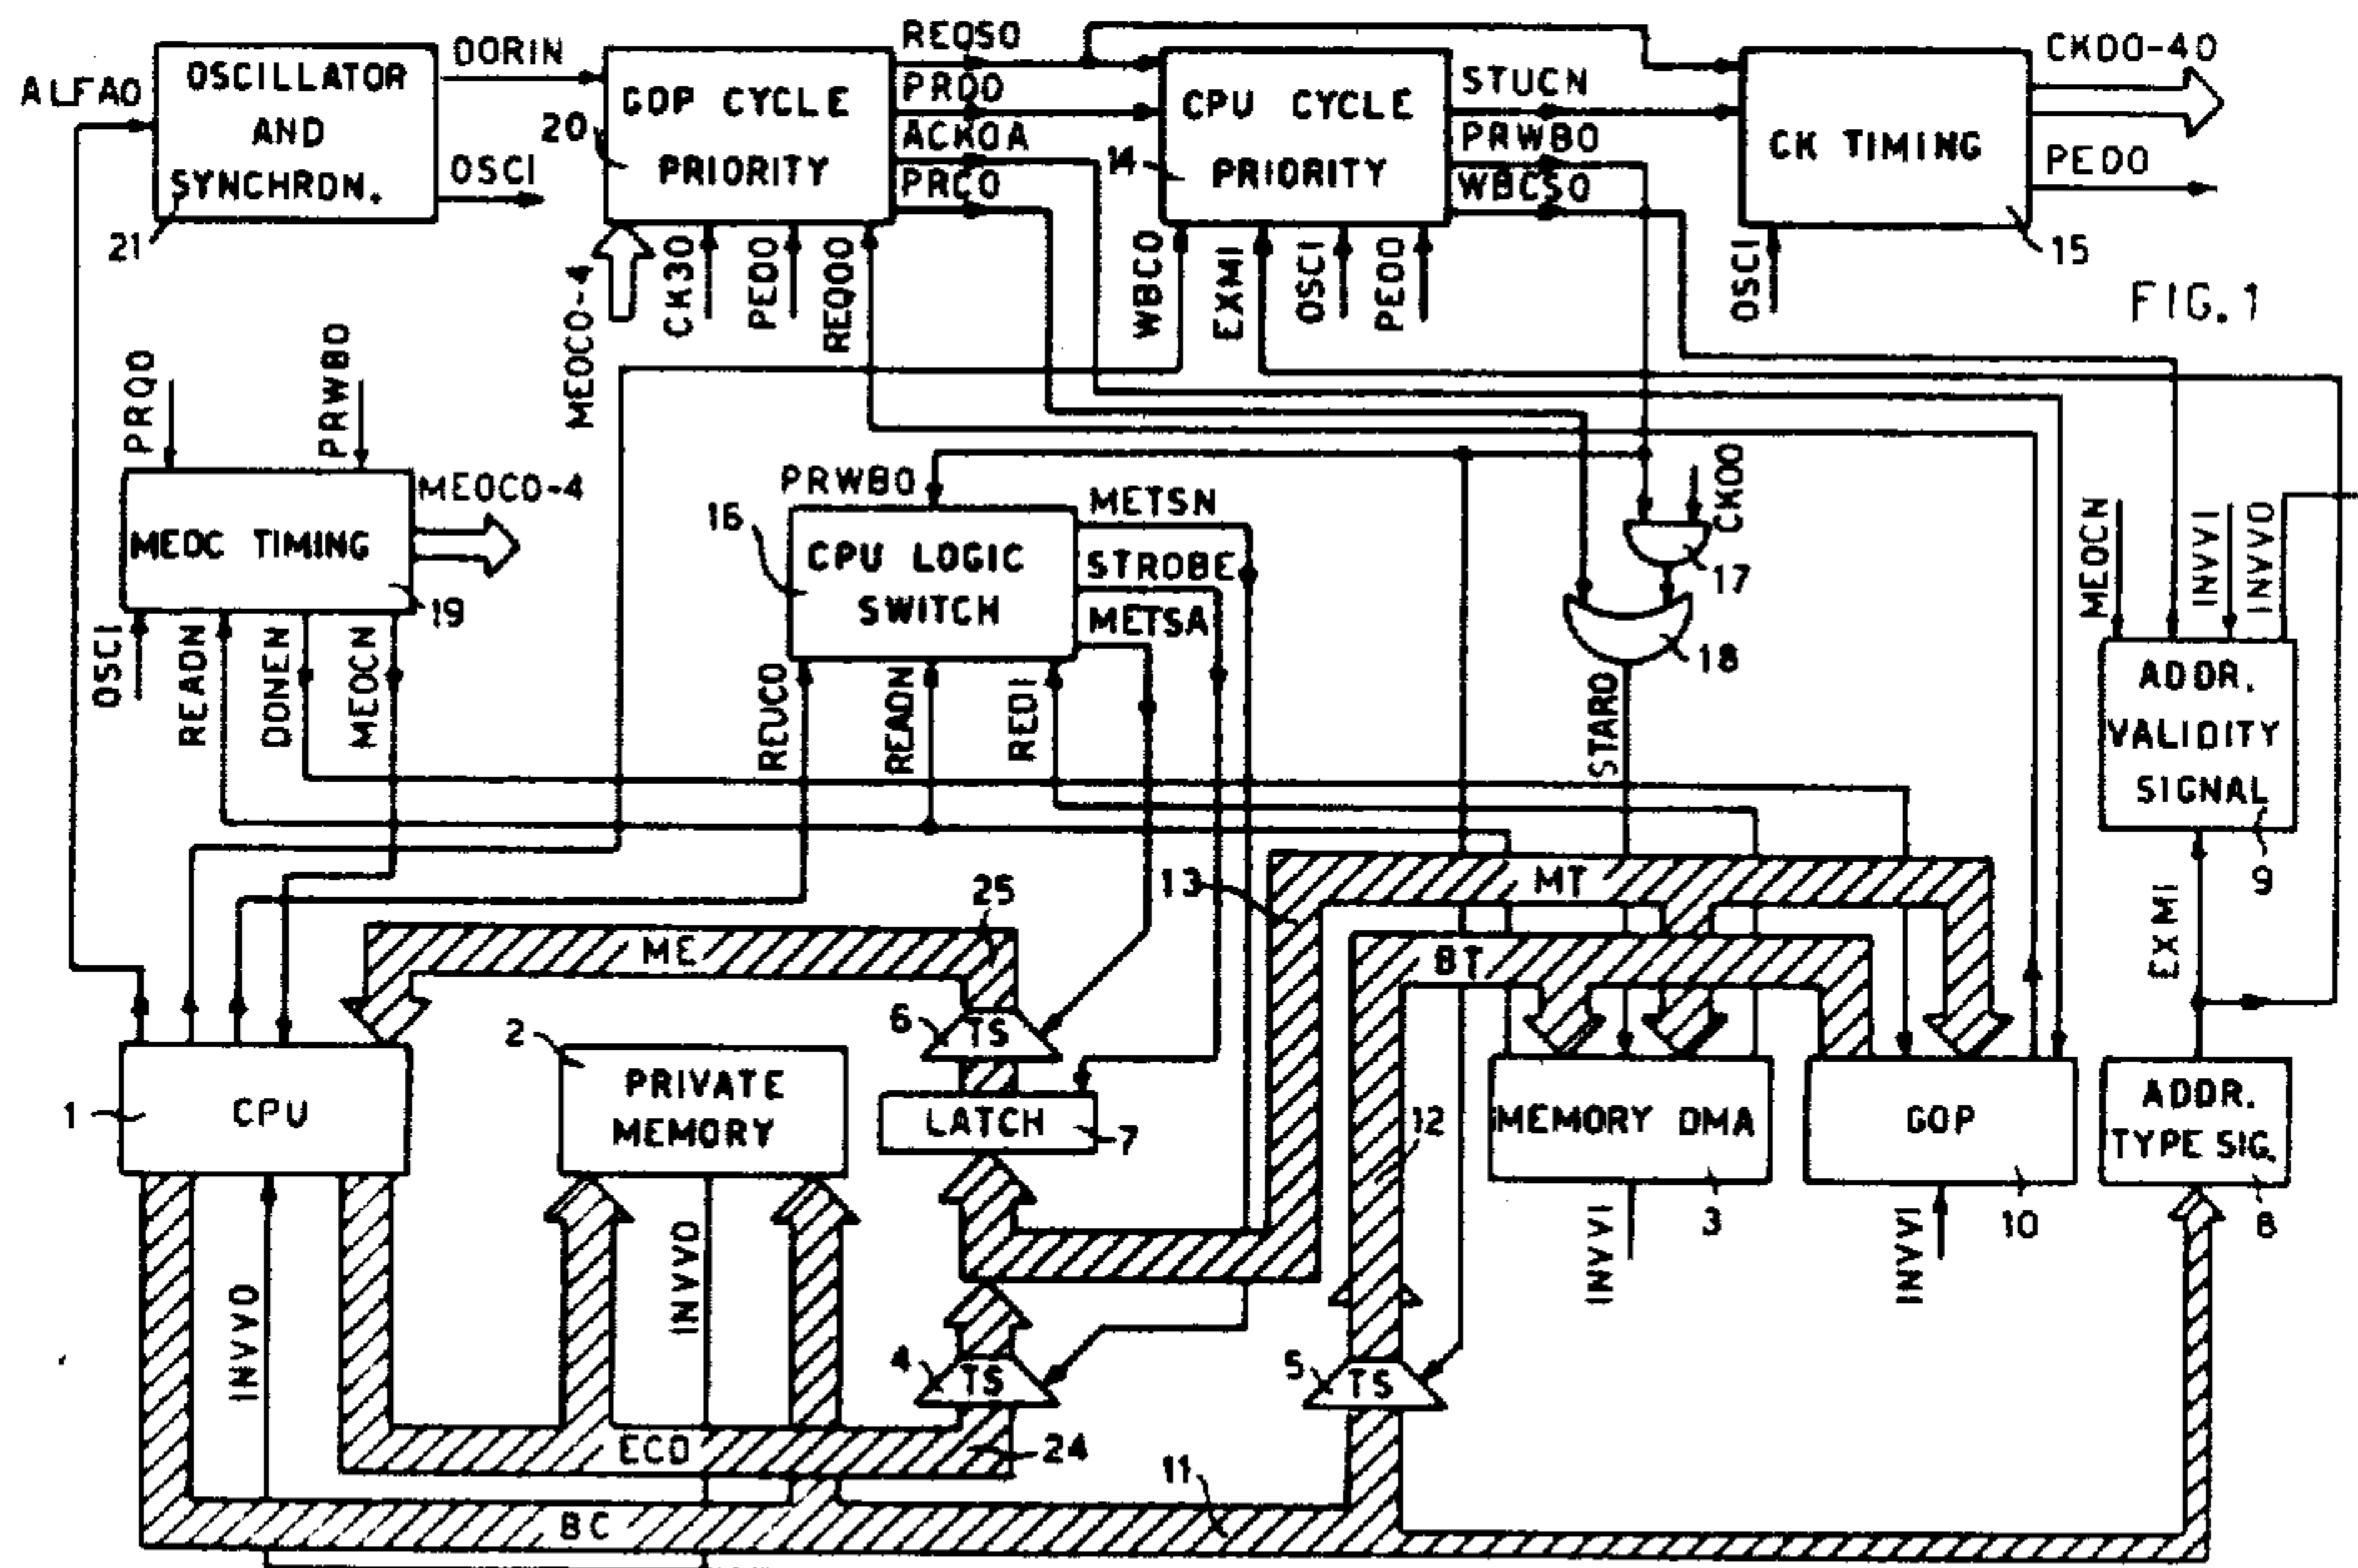 ALFAO
OSCILLATOR
AND
SYNCHRON.
21
DORIN
OSCI
GOP CYCLE
PRIORITY
20
REQSO
PRQO
ACKOA
PRCO
CPU CYCLE
PRIORITY
14
STUCN
PRWBO
WBCSO
CK TIMING
15
CKOO-40
PEOO
MEOCO-4
CK30
PEOO
REQQO
WBCO
EXMI
OSCI
PEOO
OSCI
FIG. 1
PRQO
PRWBO
MEOC TIMING
19
MEOCO-4
OSCI
READN
DONEN
MEOCN
PRWBO
16
CPU LOGIC
SWITCH
METSN
STROBE
METSA
REUCO
READN
REDI
CKOO
17
18
STARO
MEOCN
INVVI
INVVO
ADDR.
VALIDITY
SIGNAL
9
EXMI
25
13
MT
ME
BT
6
TS
2
1
CPU
PRIVATE
MEMORY
LATCH
7
12
MEMORY DMA
3
GOP
10
ADDR.
TYPE SIG.
8
INVVO
INVVO
INVVI
INVVI
4
TS
5
TS
ECO
24
11
BC